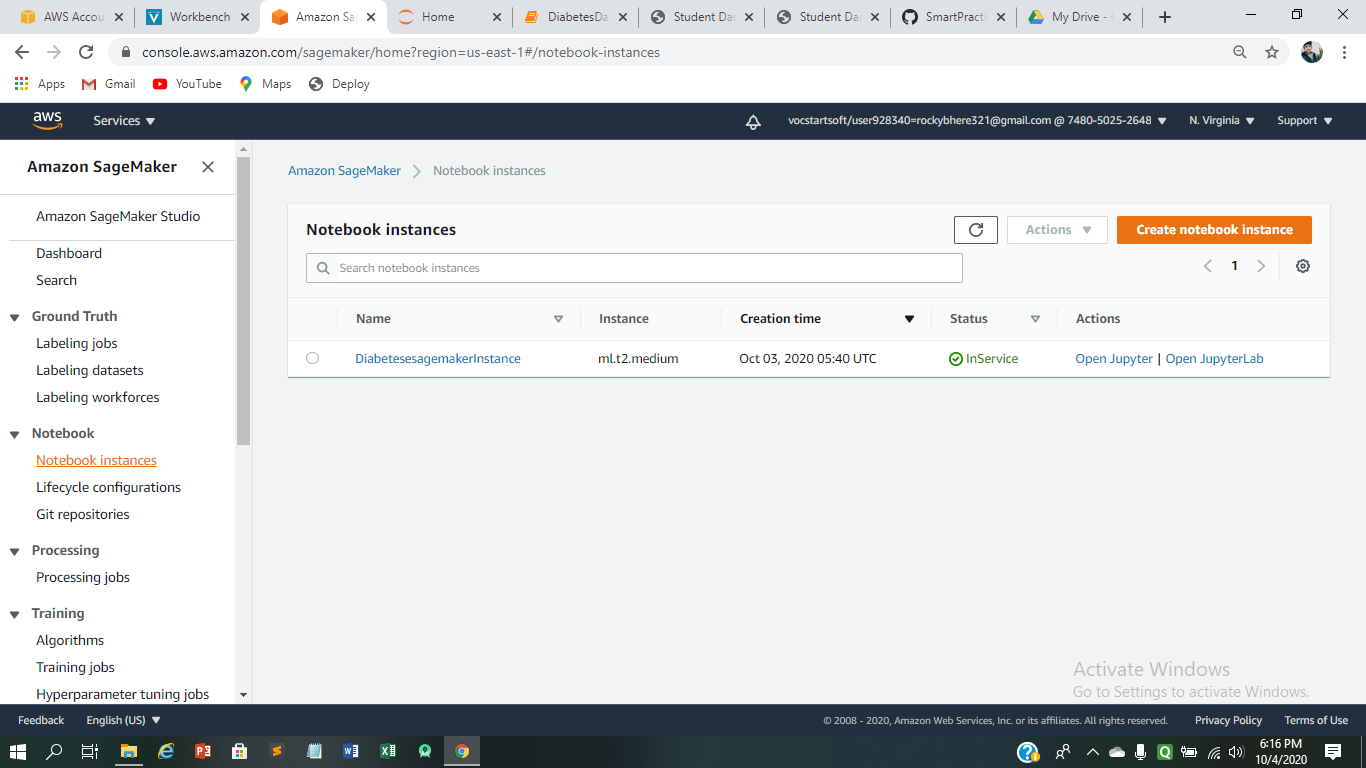 AWS Accou
Workbench
Amazon Sa
Home
DiabetesDa
Student Das
Student Das
SmartPracti
My Drive - G
console.aws.amazon.com/sagemaker/home?region=us-east-1#/notebook-instances
Apps
Gmail
YouTube
Maps
Deploy
aws
Services
vocstartsoft/user928340=rockybhere321@gmail.com @ 7480-5025-2648
N. Virginia
Support
Amazon SageMaker
Amazon SageMaker Studio
Dashboard
Search
Ground Truth
Labeling jobs
Labeling datasets
Labeling workforces
Notebook
Notebook instances
Lifecycle configurations
Git repositories
Processing
Processing jobs
Training
Algorithms
Training jobs
Hyperparameter tuning jobs
Amazon SageMaker > Notebook instances
Notebook instances
Actions
Create notebook instance
Search notebook instances
1
Name Instance Creation time Status Actions
DiabetesesagemakerInstance ml.t2.medium Oct 03, 2020 05:40 UTC InService Open Jupyter | Open JupyterLab
Activate Windows
Go to Settings to activate Windows.
Feedback
English (US)
© 2008 - 2020, Amazon Web Services, Inc. or its affiliates. All rights reserved.
Privacy Policy
Terms of Use
6:16 PM
10/4/2020